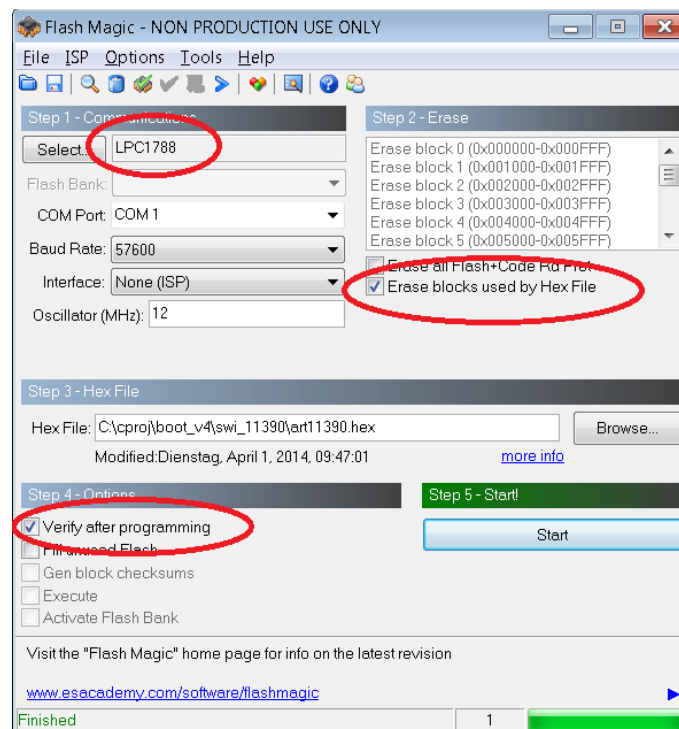 Flash Magic - NON PRODUCTION USE ONLY
File ISP Options Tools Help
Step 1 - Communications
Select... LPC1788
Flash Bank:
COM Port: COM 1
Baud Rate: 57600
Interface: None (ISP)
Oscillator (MHz): 12
Step 2 - Erase
Erase block 0 (0x000000-0x000FFF)
Erase block 1 (0x001000-0x001FFF)
Erase block 2 (0x002000-0x002FFF)
Erase block 3 (0x003000-0x003FFF)
Erase block 4 (0x004000-0x004FFF)
Erase block 5 (0x005000-0x005FFF)
Erase all Flash+Code Rd Prot
Erase blocks used by Hex File
Step 3 - Hex File
Hex File: C:\cproj\boot_v4\swi_11390\art11390.hex Browse...
Modified:Dienstag, April 1, 2014, 09:47:01 more info
Step 4 - Options
Verify after programming
Fill unused Flash
Gen block checksums
Execute
Activate Flash Bank
Step 5 - Start!
Start
Visit the "Flash Magic" home page for info on the latest revision
www.esacademy.com/software/flashmagic
Finished 1